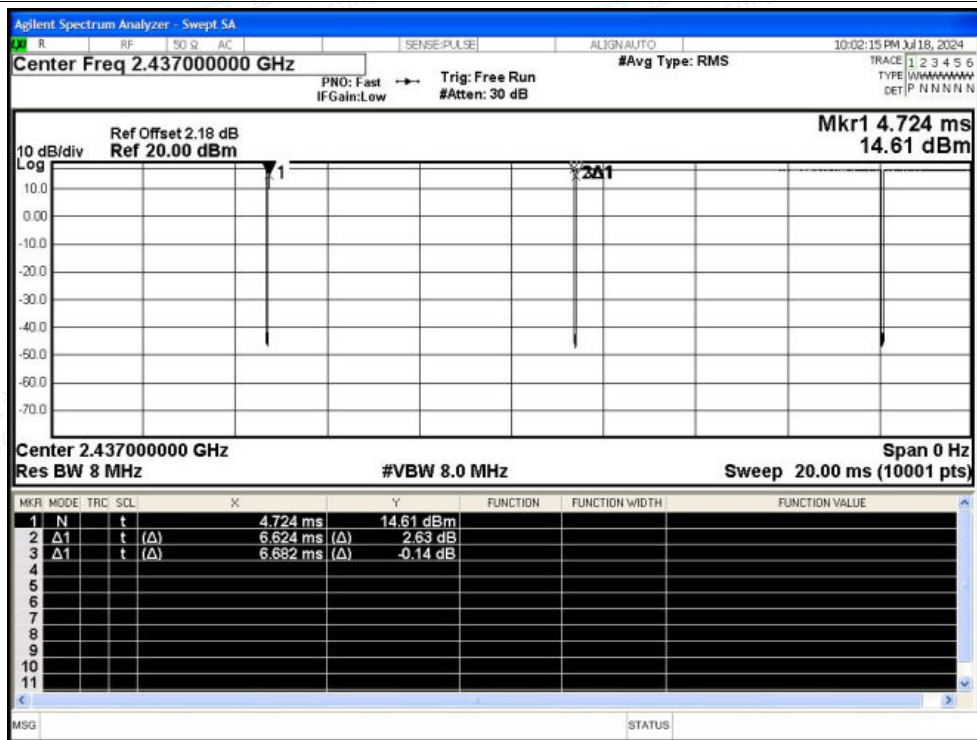 Agilent Spectrum Analyzer - Swept SA
LXI R RF 50 Ω AC SENSE:PULSE ALIGN AUTO 10:02:15 PM Jul 18, 2024
Center Freq 2.437000000 GHz #Avg Type: RMS TRACE 1 2 3 4 5 6
PNO: Fast Trig: Free Run TYPE WWWWWW
IFGain:Low #Atten: 30 dB DET P N N N N N
Mkr1 4.724 ms
Ref Offset 2.18 dB
10 dB/div Ref 20.00 dBm 14.61 dBm
Log
1 2 3Δ1
10.0
0.00
-10.0
-20.0
-30.0
-40.0
-50.0
-60.0
-70.0
Center 2.437000000 GHz Span 0 Hz
Res BW 8 MHz #VBW 8.0 MHz Sweep 20.00 ms (10001 pts)
MKR MODE TRC SCL X Y FUNCTION FUNCTION WIDTH FUNCTION VALUE
1 N t 4.724 ms 14.61 dBm
2 Δ1 t (Δ) 6.624 ms (Δ) 2.63 dB
3 Δ1 t (Δ) 6.682 ms (Δ) -0.14 dB
4
5
6
7
8
9
10
11
MSG STATUS